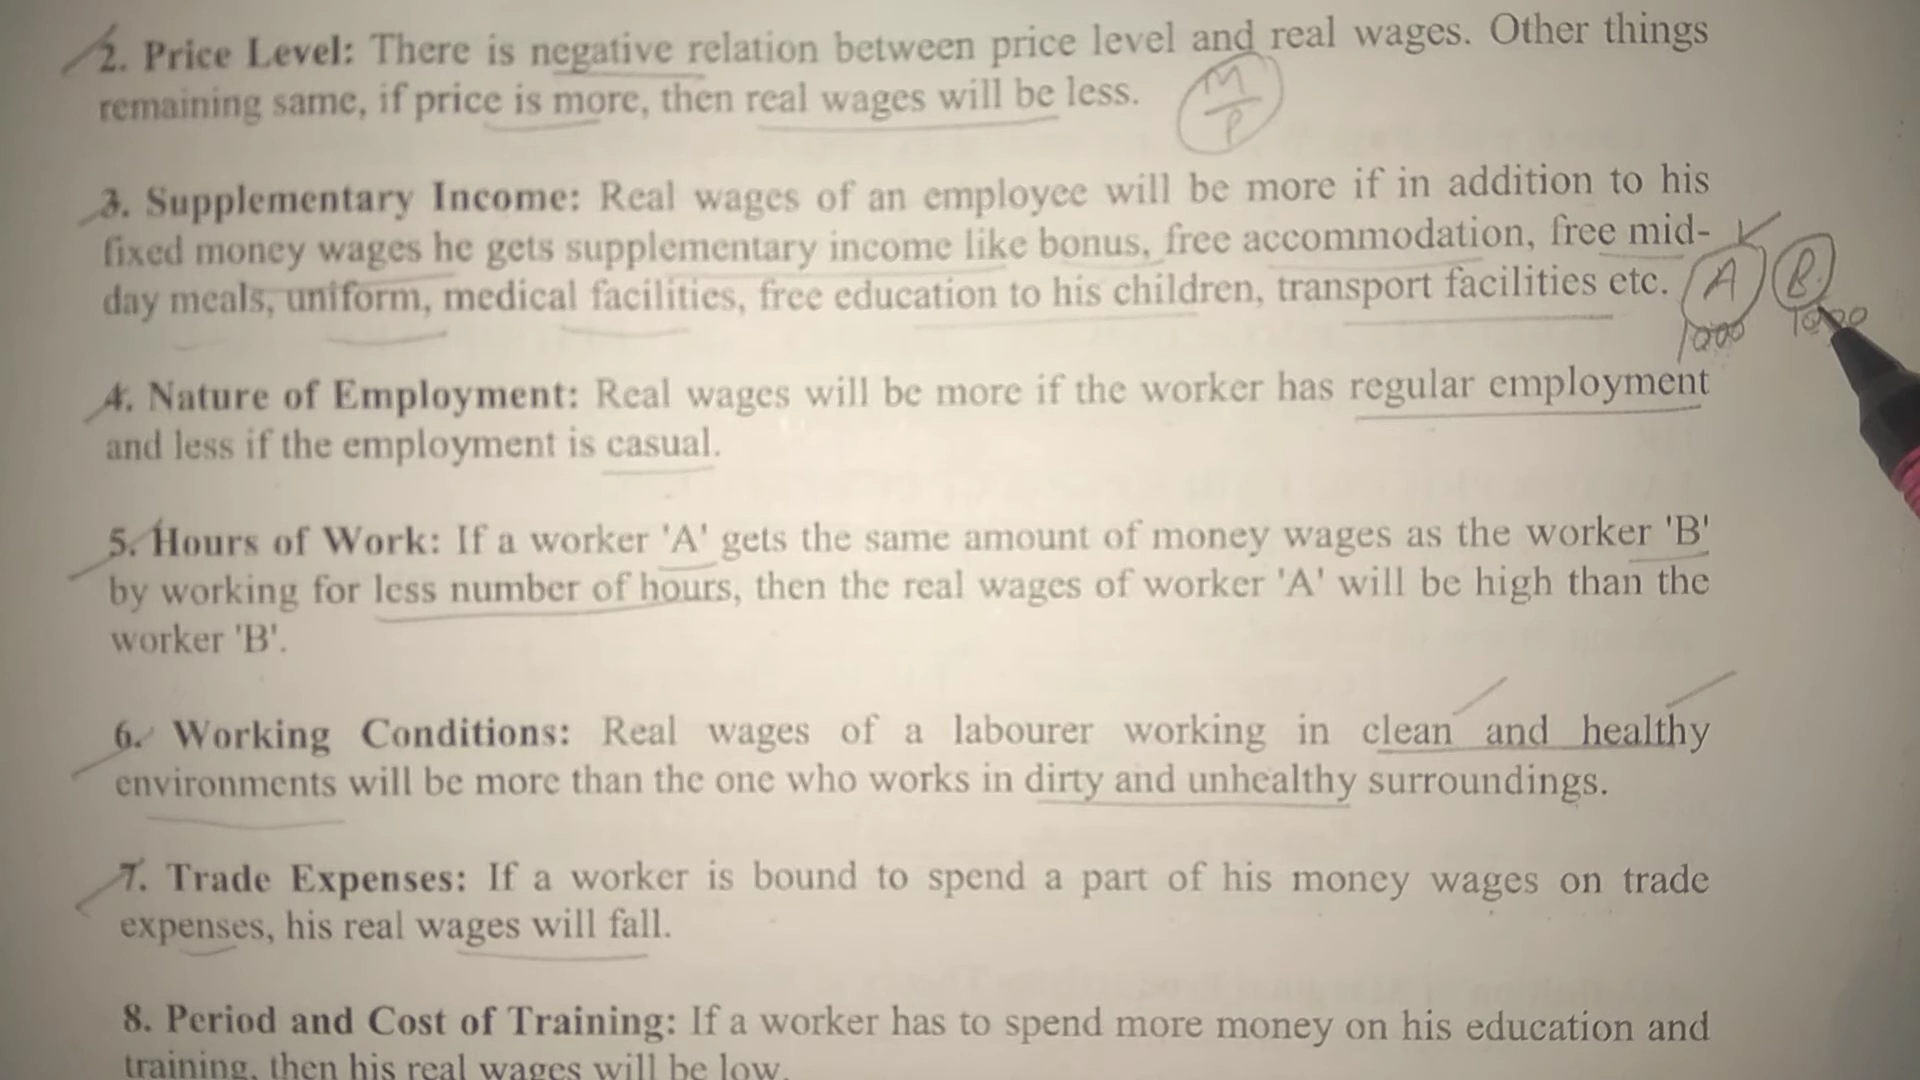 2. Price Level: There is negative relation between price level and real wages. Other things
remaining same, if price is more, then real wages will be less.
M
P
3. Supplementary Income: Real wages of an employee will be more if in addition to his
fixed money wages he gets supplementary income like bonus, free accommodation, free mid-
day meals, uniform, medical facilities, free education to his children, transport facilities etc.
A B
1000
4. Nature of Employment: Real wages will be more if the worker has regular employment
and less if the employment is casual.
5. Hours of Work: If a worker 'A' gets the same amount of money wages as the worker 'B'
by working for less number of hours, then the real wages of worker 'A' will be high than the
worker 'B'.
6. Working Conditions: Real wages of a labourer working in clean and healthy
environments will be more than the one who works in dirty and unhealthy surroundings.
7. Trade Expenses: If a worker is bound to spend a part of his money wages on trade
expenses, his real wages will fall.
8. Period and Cost of Training: If a worker has to spend more money on his education and
training, then his real wages will be low.